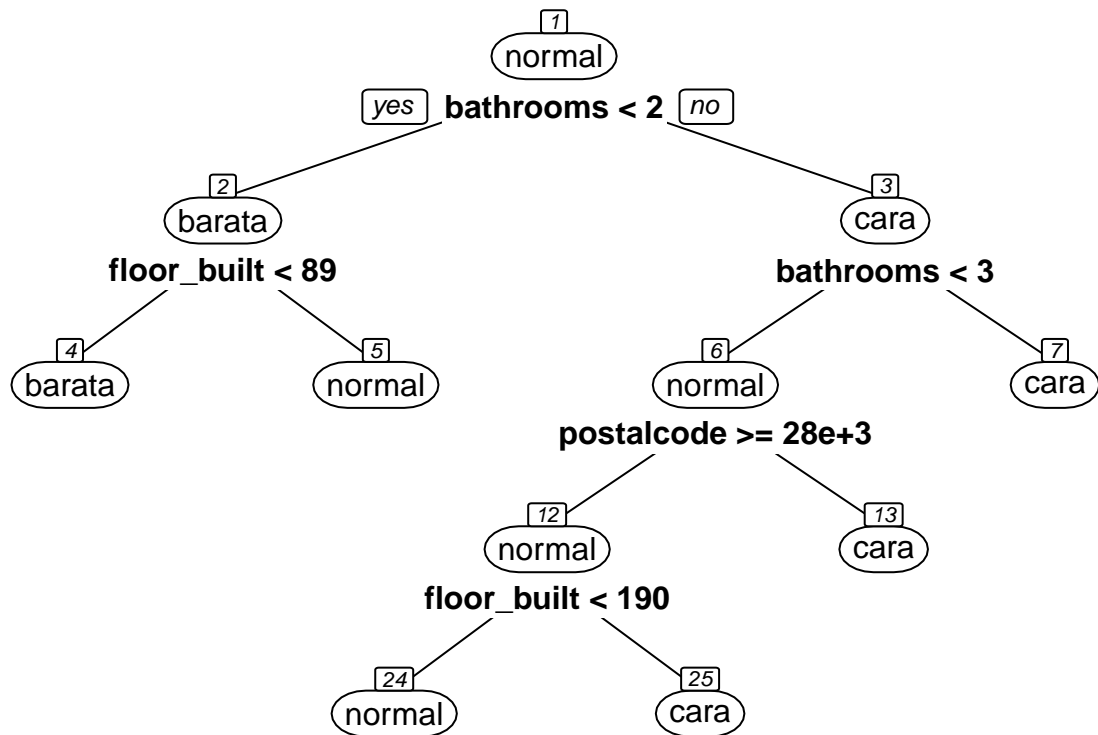 1
normal
yes bathrooms < 2 no
2 3
barata cara
floor_built < 89 bathrooms < 3
4 5 6 7
barata normal normal cara
postalcode >= 28e+3
12 13
normal cara
floor_built < 190
24 25
normal cara